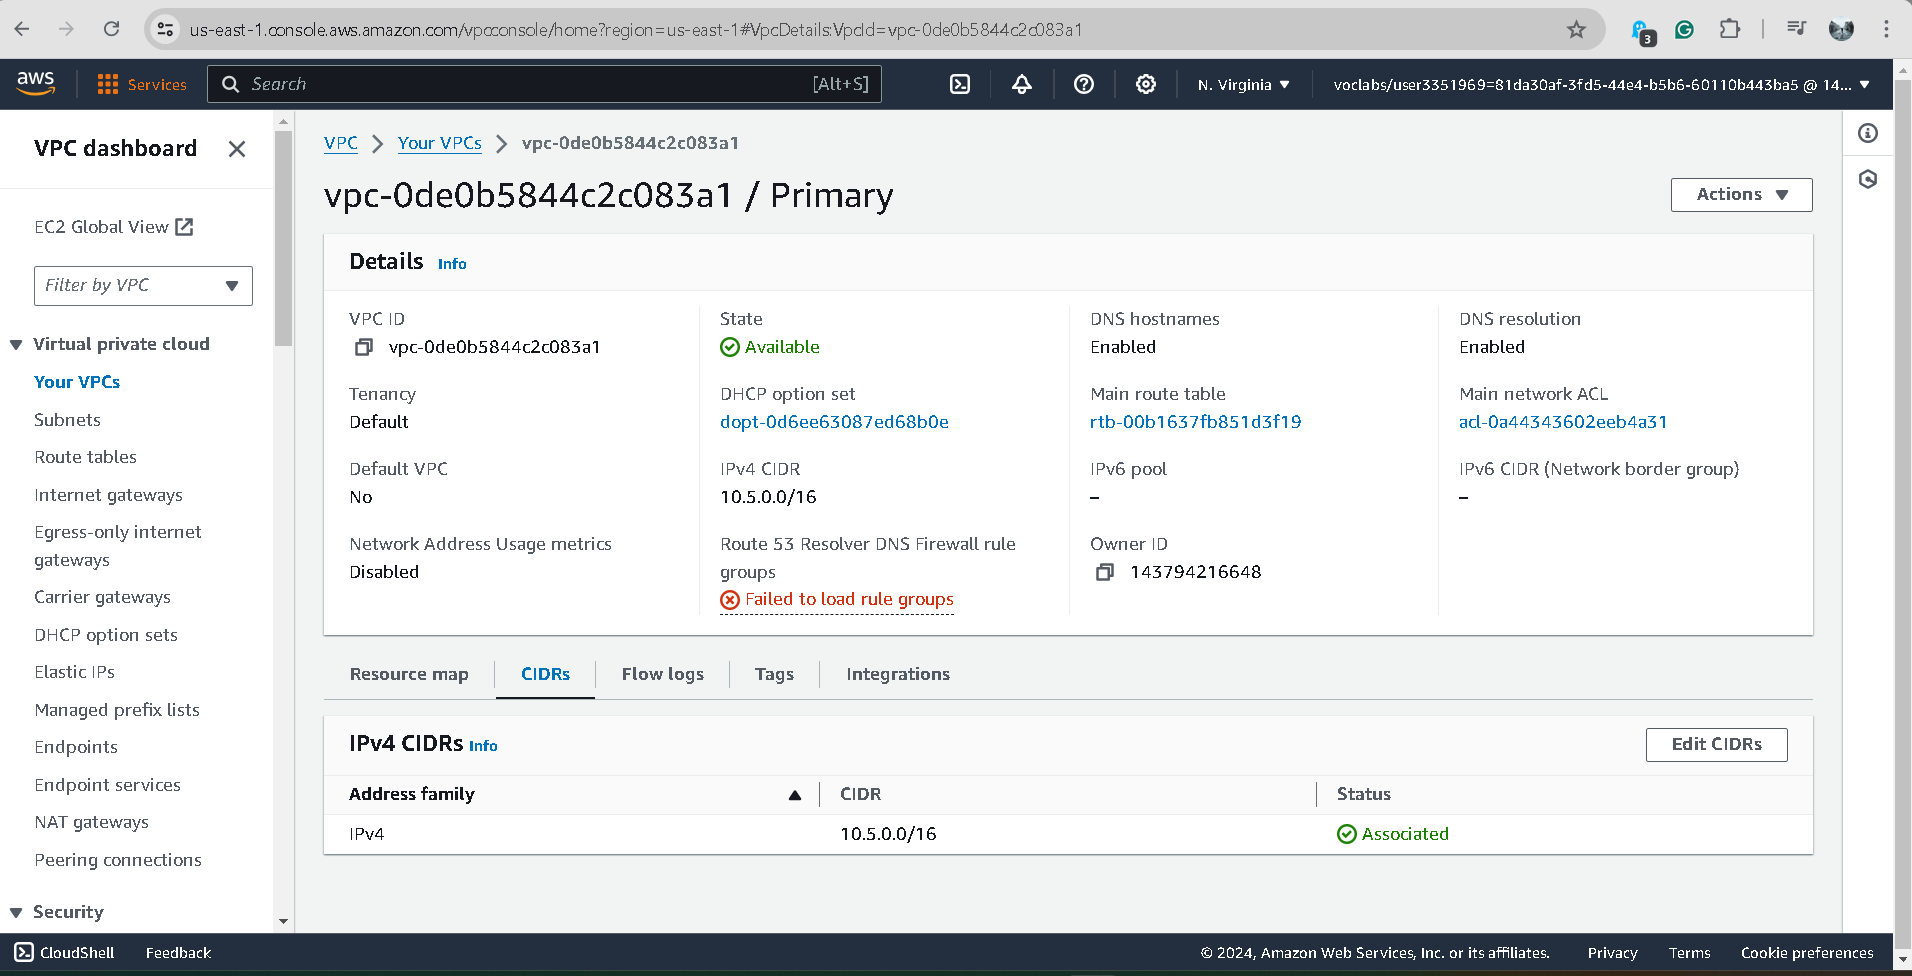 us-east-1.console.aws.amazon.com/vpcconsole/home?region=us-east-1#VpcDetails:VpcId=vpc-0de0b5844c2c083a1
3
aws
Services
Search
[Alt+S]
N. Virginia
voclabs/user3351969=81da30af-3fd5-44e4-b5b6-60110b443ba5 @ 14...
VPC dashboard
EC2 Global View
Filter by VPC
Virtual private cloud
Your VPCs
Subnets
Route tables
Internet gateways
Egress-only internet
gateways
Carrier gateways
DHCP option sets
Elastic IPs
Managed prefix lists
Endpoints
Endpoint services
NAT gateways
Peering connections
Security
VPC
Your VPCs
vpc-0de0b5844c2c083a1
vpc-0de0b5844c2c083a1 / Primary
Actions
Details Info
VPC ID
vpc-0de0b5844c2c083a1
State
Available
DNS hostnames
Enabled
DNS resolution
Enabled
Tenancy
Default
DHCP option set
dopt-0d6ee63087ed68b0e
Main route table
rtb-00b1637fb851d3f19
Main network ACL
acl-0a44343602eeb4a31
Default VPC
No
IPv4 CIDR
10.5.0.0/16
IPv6 pool
–
IPv6 CIDR (Network border group)
–
Network Address Usage metrics
Disabled
Route 53 Resolver DNS Firewall rule
groups
Failed to load rule groups
Owner ID
143794216648
Resource map
CIDRs
Flow logs
Tags
Integrations
IPv4 CIDRs Info
Edit CIDRs
Address family
CIDR
Status
IPv4
10.5.0.0/16
Associated
CloudShell
Feedback
© 2024, Amazon Web Services, Inc. or its affiliates.
Privacy
Terms
Cookie preferences